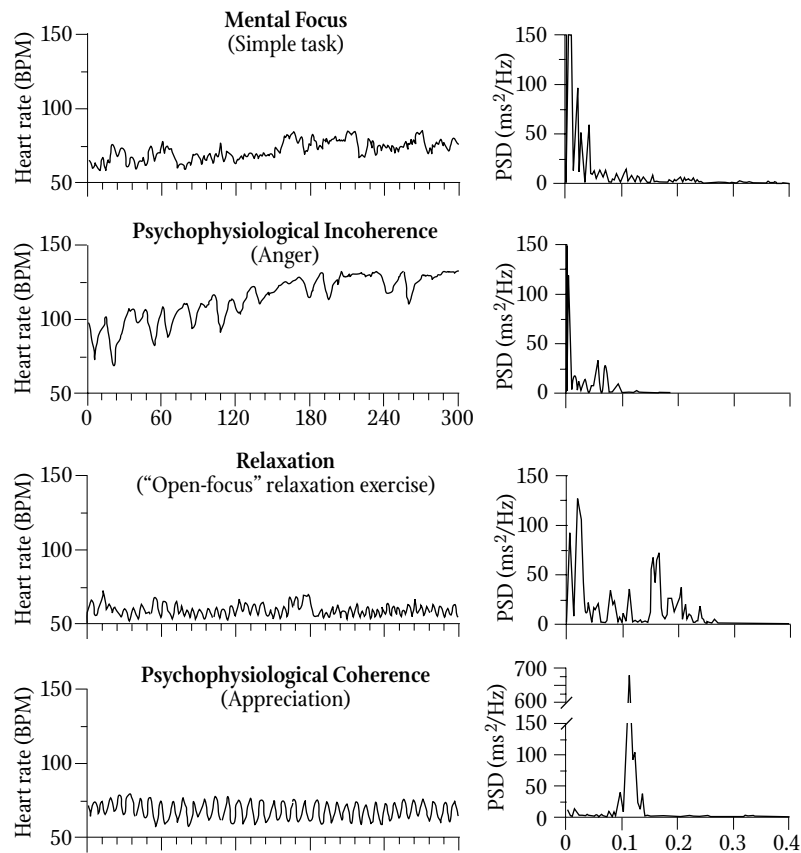 Mental Focus
(Simple task)
Heart rate (BPM)
150
100
50
PSD (ms²/Hz)
150
100
50
0
Psychophysiological Incoherence
(Anger)
Heart rate (BPM)
150
100
50
0 60 120 180 240 300
PSD (ms²/Hz)
150
100
50
0
Relaxation
(“Open-focus” relaxation exercise)
Heart rate (BPM)
150
100
50
PSD (ms²/Hz)
150
100
50
0
Psychophysiological Coherence
(Appreciation)
Heart rate (BPM)
150
100
50
PSD (ms²/Hz)
700
600
150
100
50
0
0 0.1 0.2 0.3 0.4